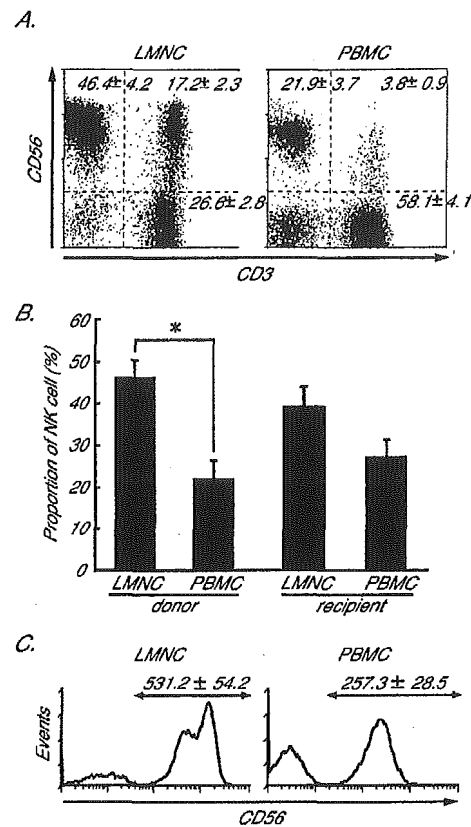 A.
LMNC PBMC
46.4± 4.2 17.2± 2.3 21.9± 3.7 3.8± 0.9
26.6± 2.8 58.1± 4.1
CD56
CD3
B.
Proportion of NK cell (%)
60
50
40
30
20
10
0
*
LMNC PBMC LMNC PBMC
donor recipient
C.
LMNC PBMC
531.2 ± 54.2 257.3 ± 28.5
Events
CD56